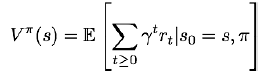 V^π(s) = 𝔼 [ ∑_{t≥0} γ^t r_t | s_0 = s, π ]